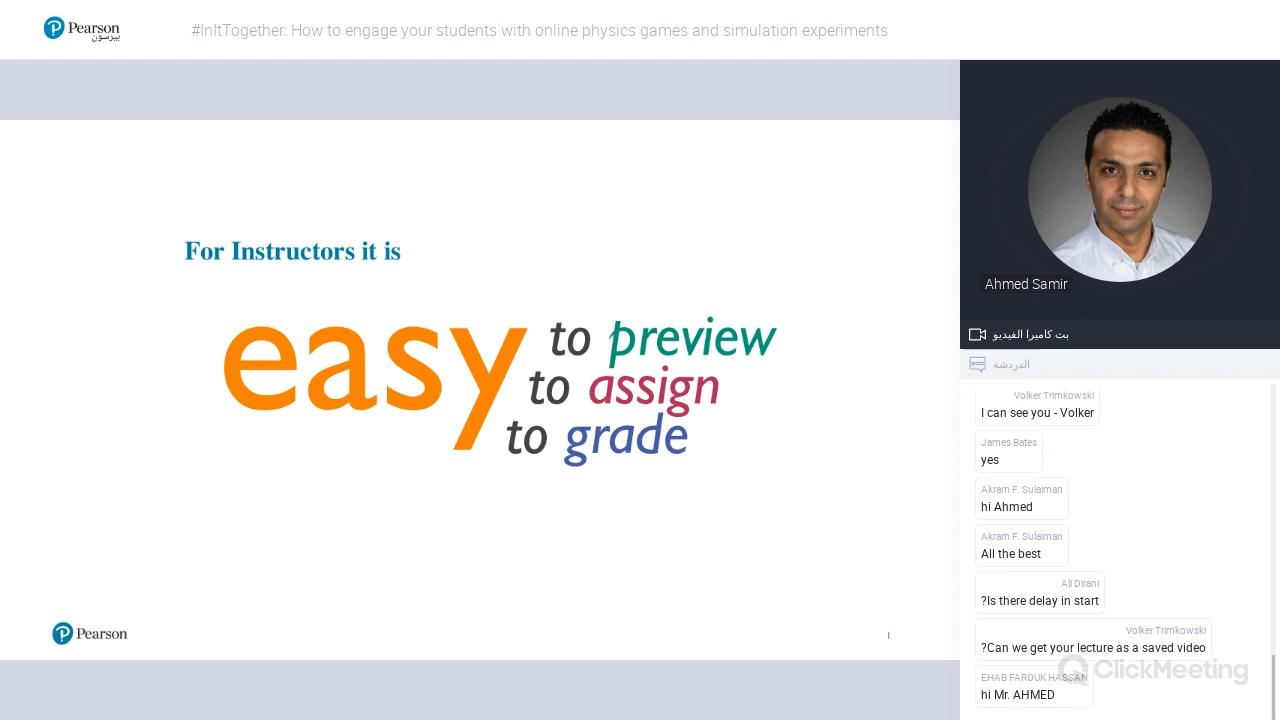 Pearson
بيرسون
#InItTogether: How to engage your students with online physics games and simulation experiments
For Instructors it is
easy to preview
to assign
to grade
Pearson
Ahmed Samir
بث كاميرا الفيديو
الدردشة
Volker Trimkowski
I can see you - Volker
James Bates
yes
Akram F. Sulaiman
hi Ahmed
Akram F. Sulaiman
All the best
Ali Dirani
?Is there delay in start
Volker Trimkowski
?Can we get your lecture as a saved video
ClickMeeting
EHAB FAROUK HASSAN
hi Mr. AHMED